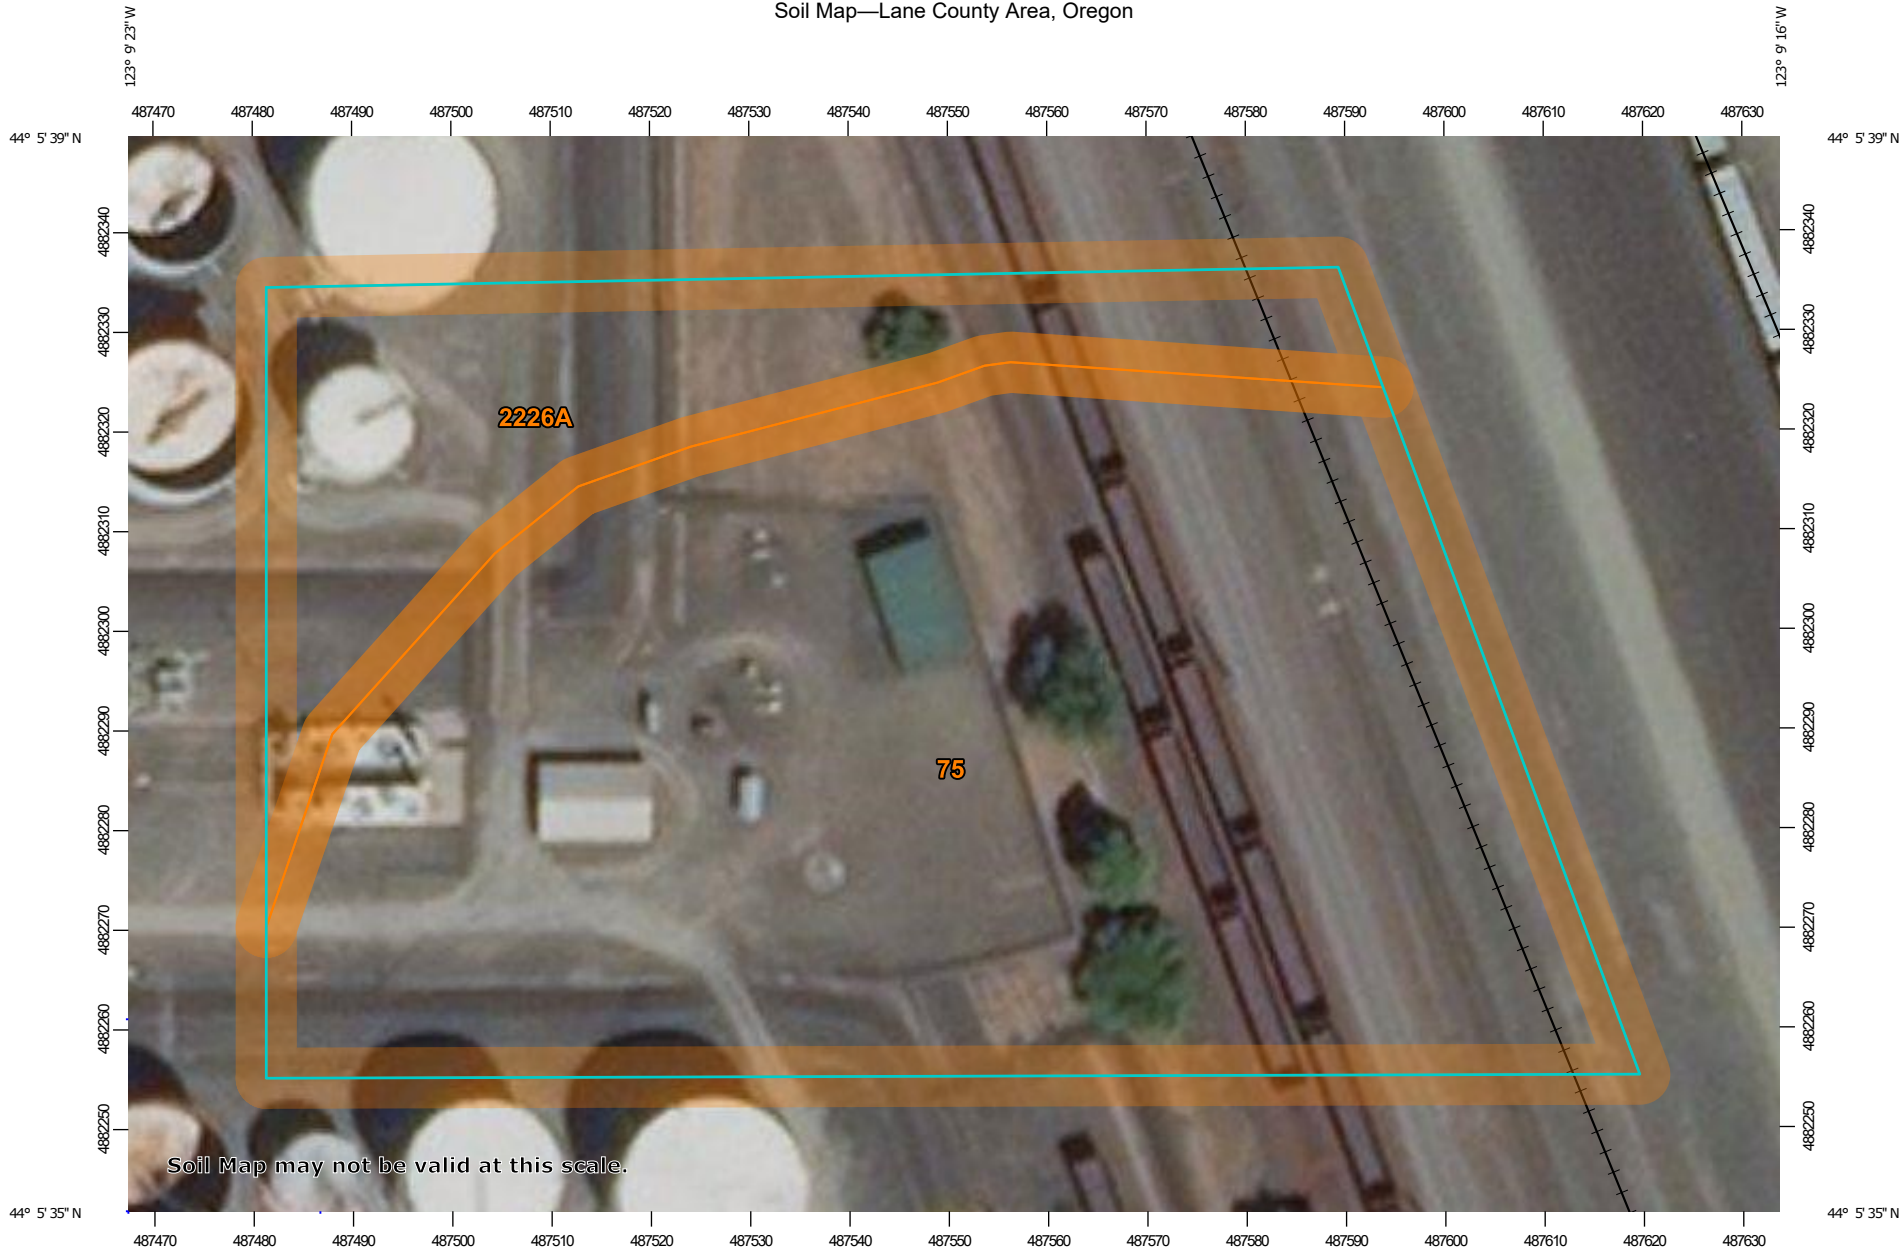 Soil Map—Lane County Area, Oregon
123° 9' 23" W
123° 9' 16" W
487470 487480 487490 487500 487510 487520 487530 487540 487550 487560 487570 487580 487590 487600 487610 487620 487630
44° 5' 39" N
44° 5' 39" N
4882340 4882330 4882320 4882310 4882300 4882290 4882280 4882270 4882260 4882250
2226A
75
4882340 4882330 4882320 4882310 4882300 4882290 4882280 4882270 4882260 4882250
Soil Map may not be valid at this scale.
44° 5' 35" N
44° 5' 35" N
487470 487480 487490 487500 487510 487520 487530 487540 487550 487560 487570 487580 487590 487600 487610 487620 487630